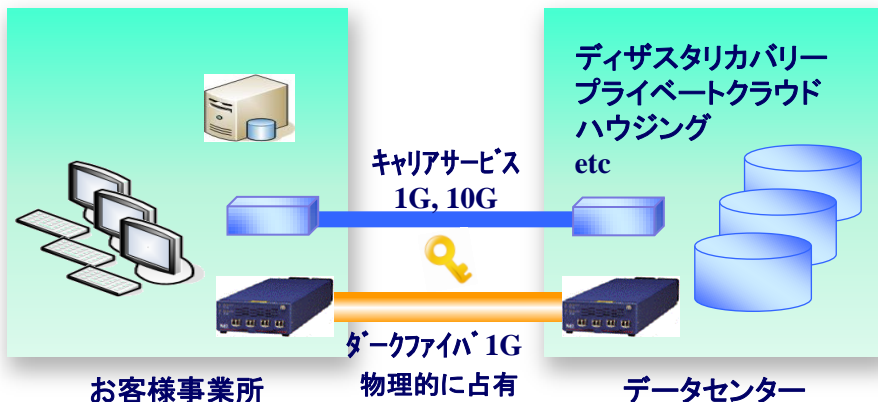 ディザスタリカバリー
プライベートクラウド
ハウジング
etc
ｷｬﾘｱｻｰﾋﾞｽ
1G, 10G
ﾀﾞｰｸﾌｧｲﾊﾞ 1G
物理的に占有
お客様事業所
データセンター